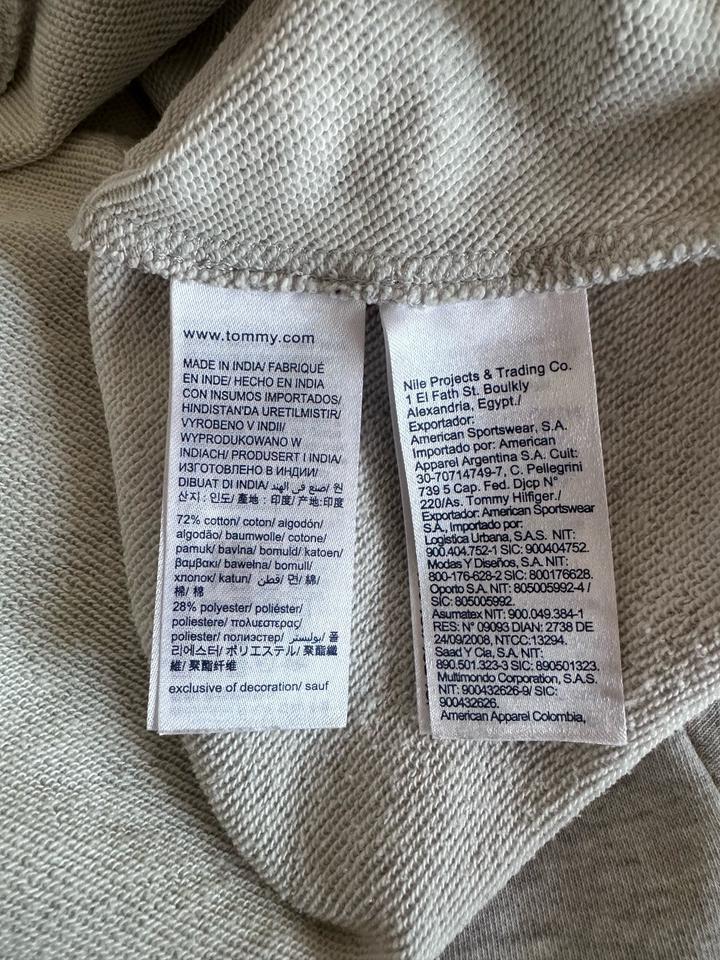 www.tommy.com
MADE IN INDIA/ FABRIQUÉ
EN INDE/ HECHO EN INDIA
CON INSUMOS IMPORTADOS/
HINDISTAN'DA URETILMISTIR/
VYROBENO V INDII/
WYPRODUKOWANO W
INDIACH/ PRODUSERT I INDIA/
ИЗГОТОВЛЕНО В ИНДИИ/
DIBUAT DI INDIA/ صنع في الهند/ 원
산지 : 인도/ 產地 : 印度/ 产地:印度
72% cotton/ coton/ algodón/
algodão/ baumwolle/ cotone/
pamuk/ bavlna/ bomuld/ katoen/
βαμβακι/ bawełna/ bomull/
хлопок/ katun/ قطن/ 면/ 綿/
棉/ 棉
28% polyester/ poliéster/
poliestere/ πολυεστερας/
poliester/ полиэстер/ بوليستر/ 폴
리에스터/ ポリエステル/ 聚酯纖
維/ 聚酯纤维
exclusive of decoration/ sauf
Nile Projects & Trading Co.
1 El Fath St. Boulkly
Alexandria, Egypt./
Exportador:
American Sportswear, S.A.
Importado por: American
Apparel Argentina S.A. Cuit:
30-70714749-7, C. Pellegrini
739 5 Cap. Fed. Djcp N°
220/As. Tommy Hilfiger./
Exportador: American Sportswear
S.A., Importado por:
Logistica Urbana, S.A.S. NIT:
900.404.752-1 SIC: 900404752.
Modas Y Diseños, S.A. NIT:
800-176-628-2 SIC: 800176628.
Oporto S.A. NIT: 805005992-4 /
SIC: 805005992.
Asumatex NIT: 900.049.384-1
RES: N° 09093 DIAN: 2738 DE
24/09/2008, NTCC:13294.
Saad Y Cia, S.A. NIT:
890.501.323-3 SIC: 890501323.
Multimondo Corporation, S.A.S.
NIT: 900432626-9/ SIC:
900432626.
American Apparel Colombia,